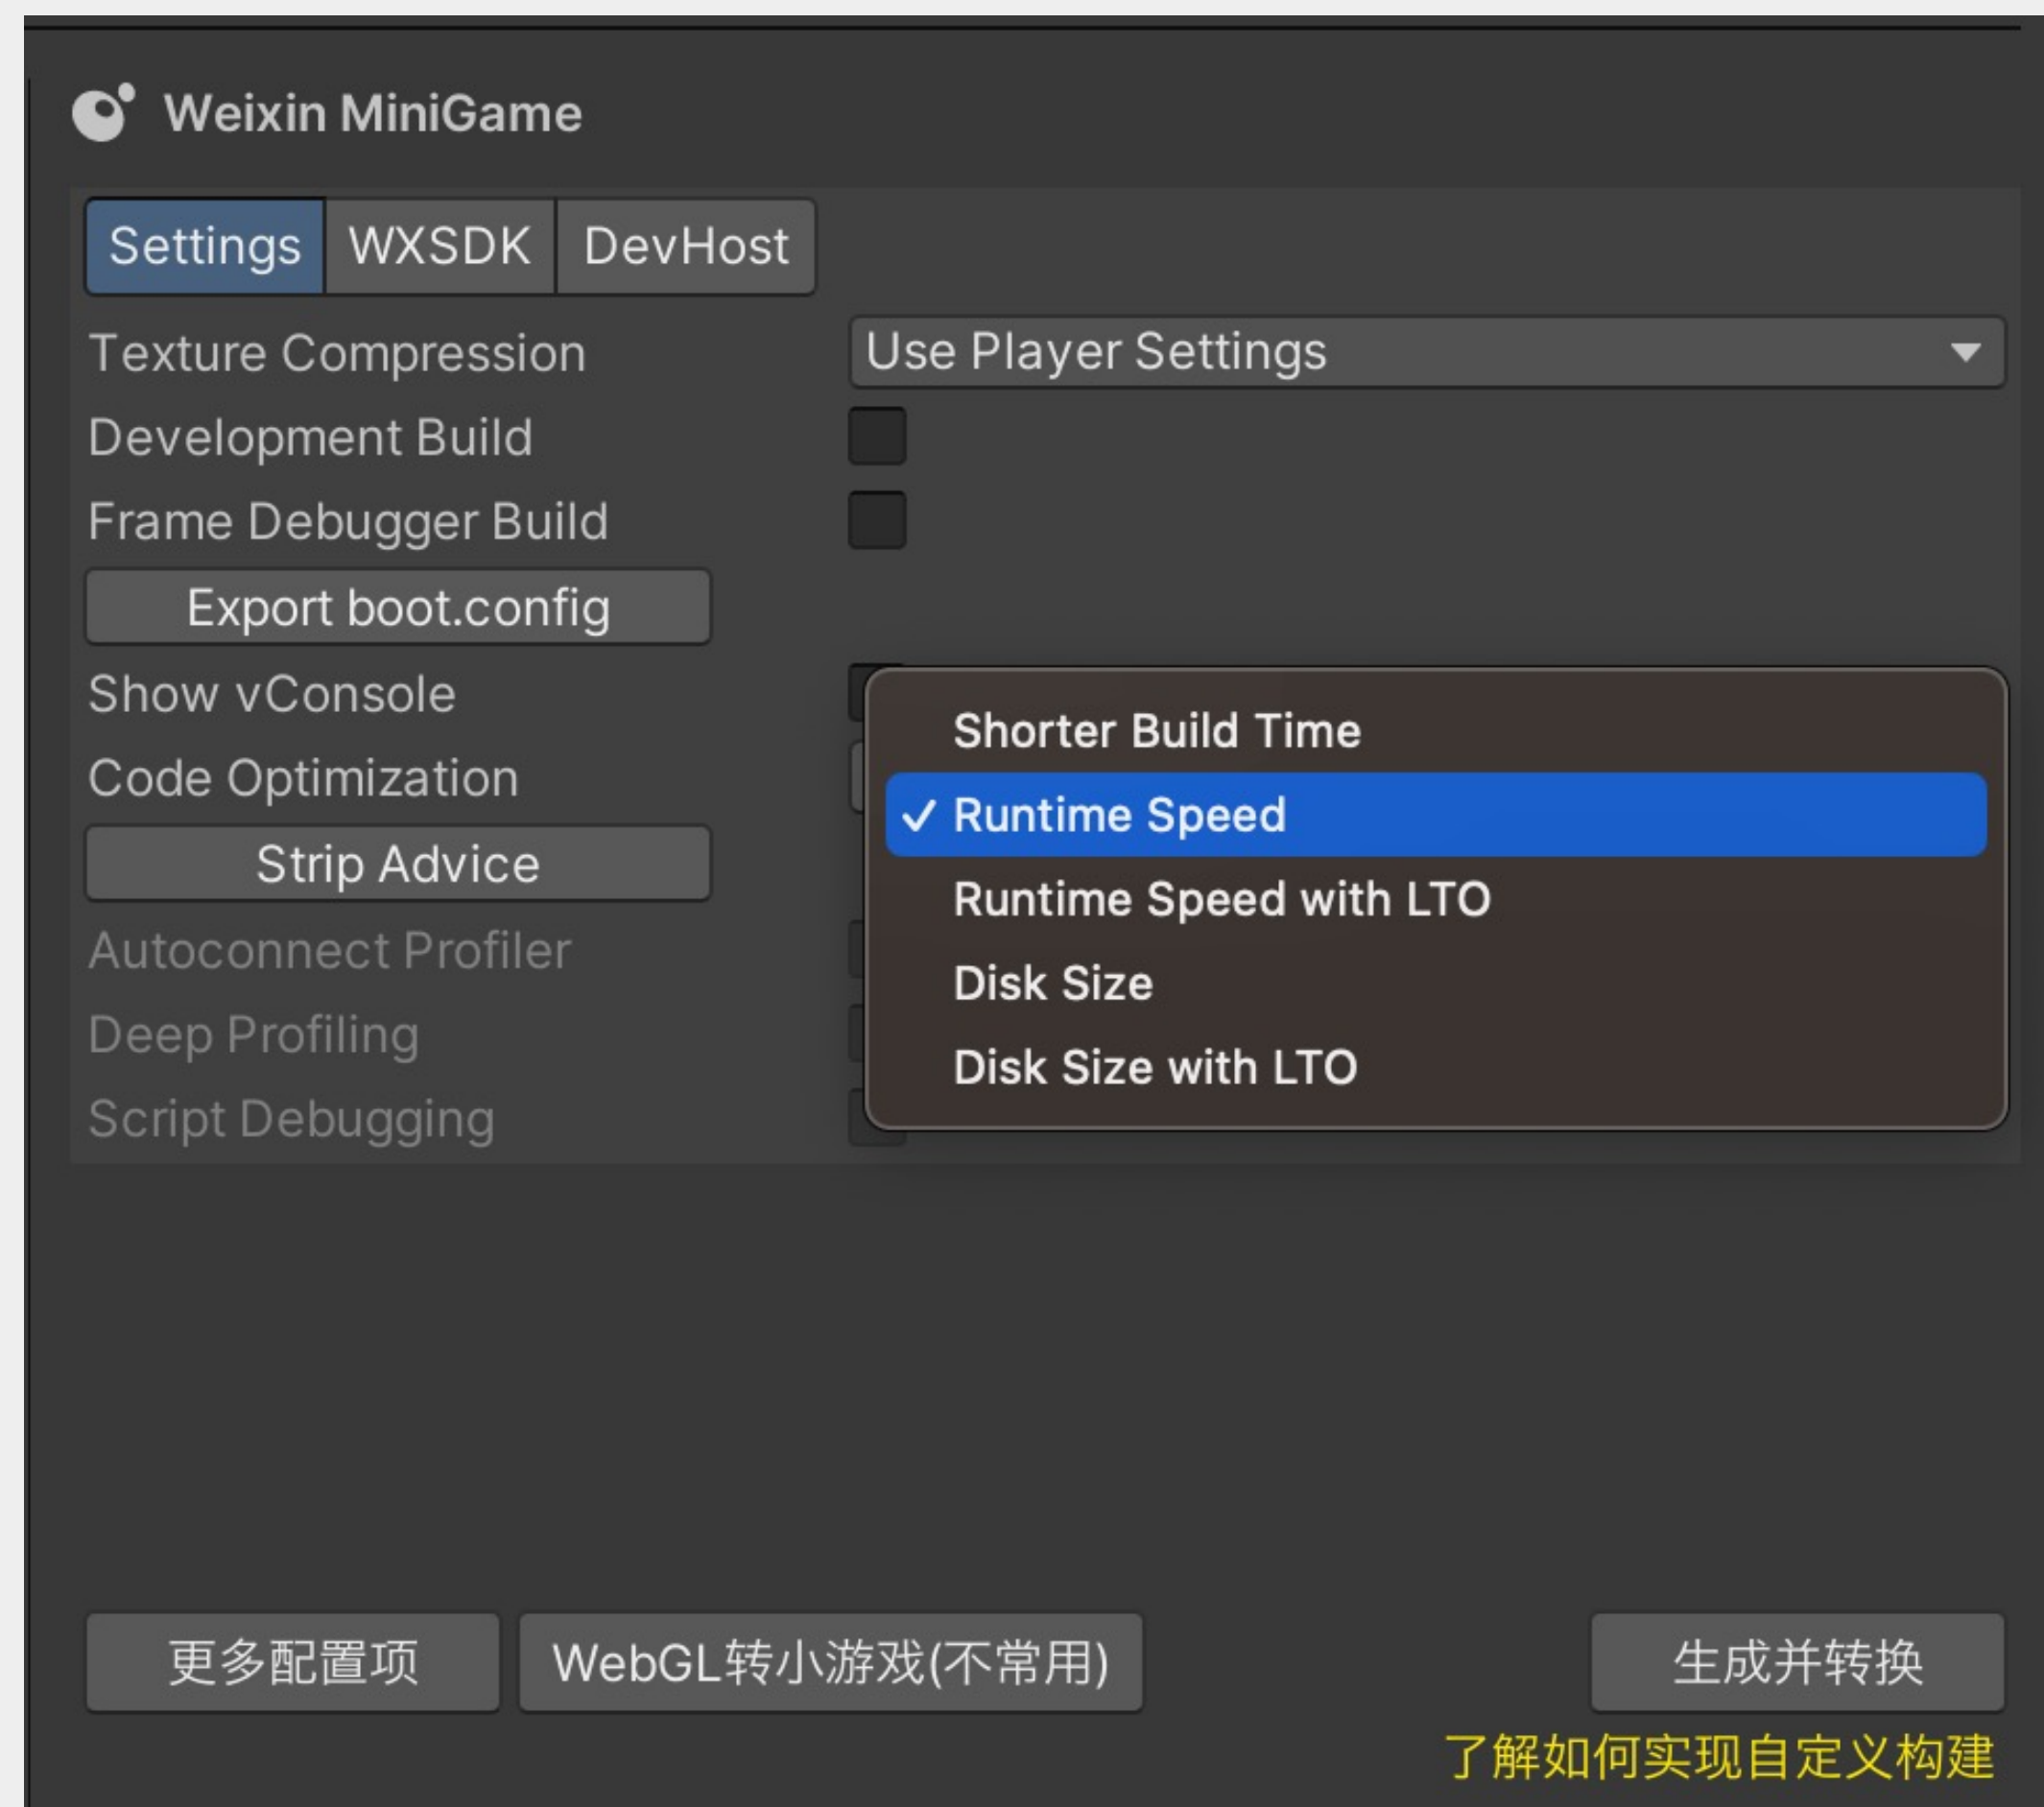 Weixin MiniGame
Settings WXSDK DevHost
Texture Compression Use Player Settings
Development Build
Frame Debugger Build
Export boot.config
Show vConsole
Shorter Build Time
Code Optimization
Runtime Speed
Strip Advice
Runtime Speed with LTO
Autoconnect Profiler
Disk Size
Deep Profiling
Disk Size with LTO
Script Debugging
更多配置项 WebGL转小游戏(不常用) 生成并转换
了解如何实现自定义构建